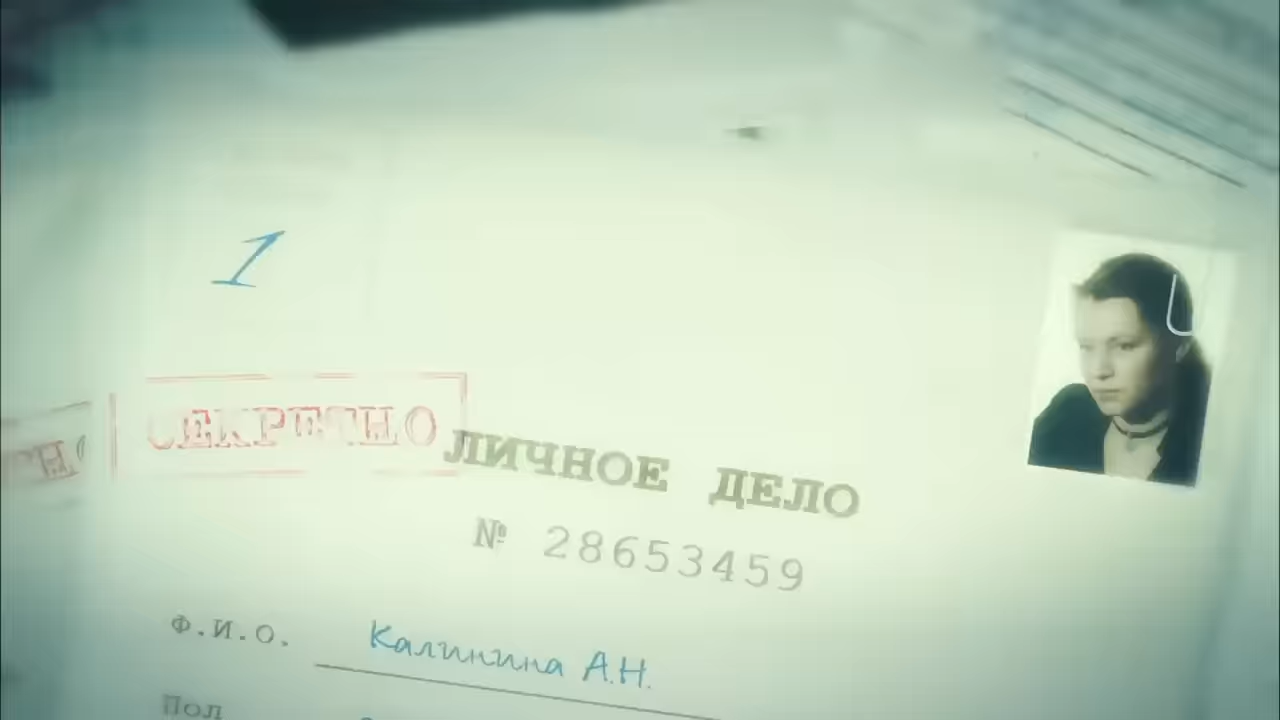 1
СЕКРЕТНО
ЛИЧНОЕ ДЕЛО
№ 28653459
Ф.И.О. Калинина А.Н.
Пол